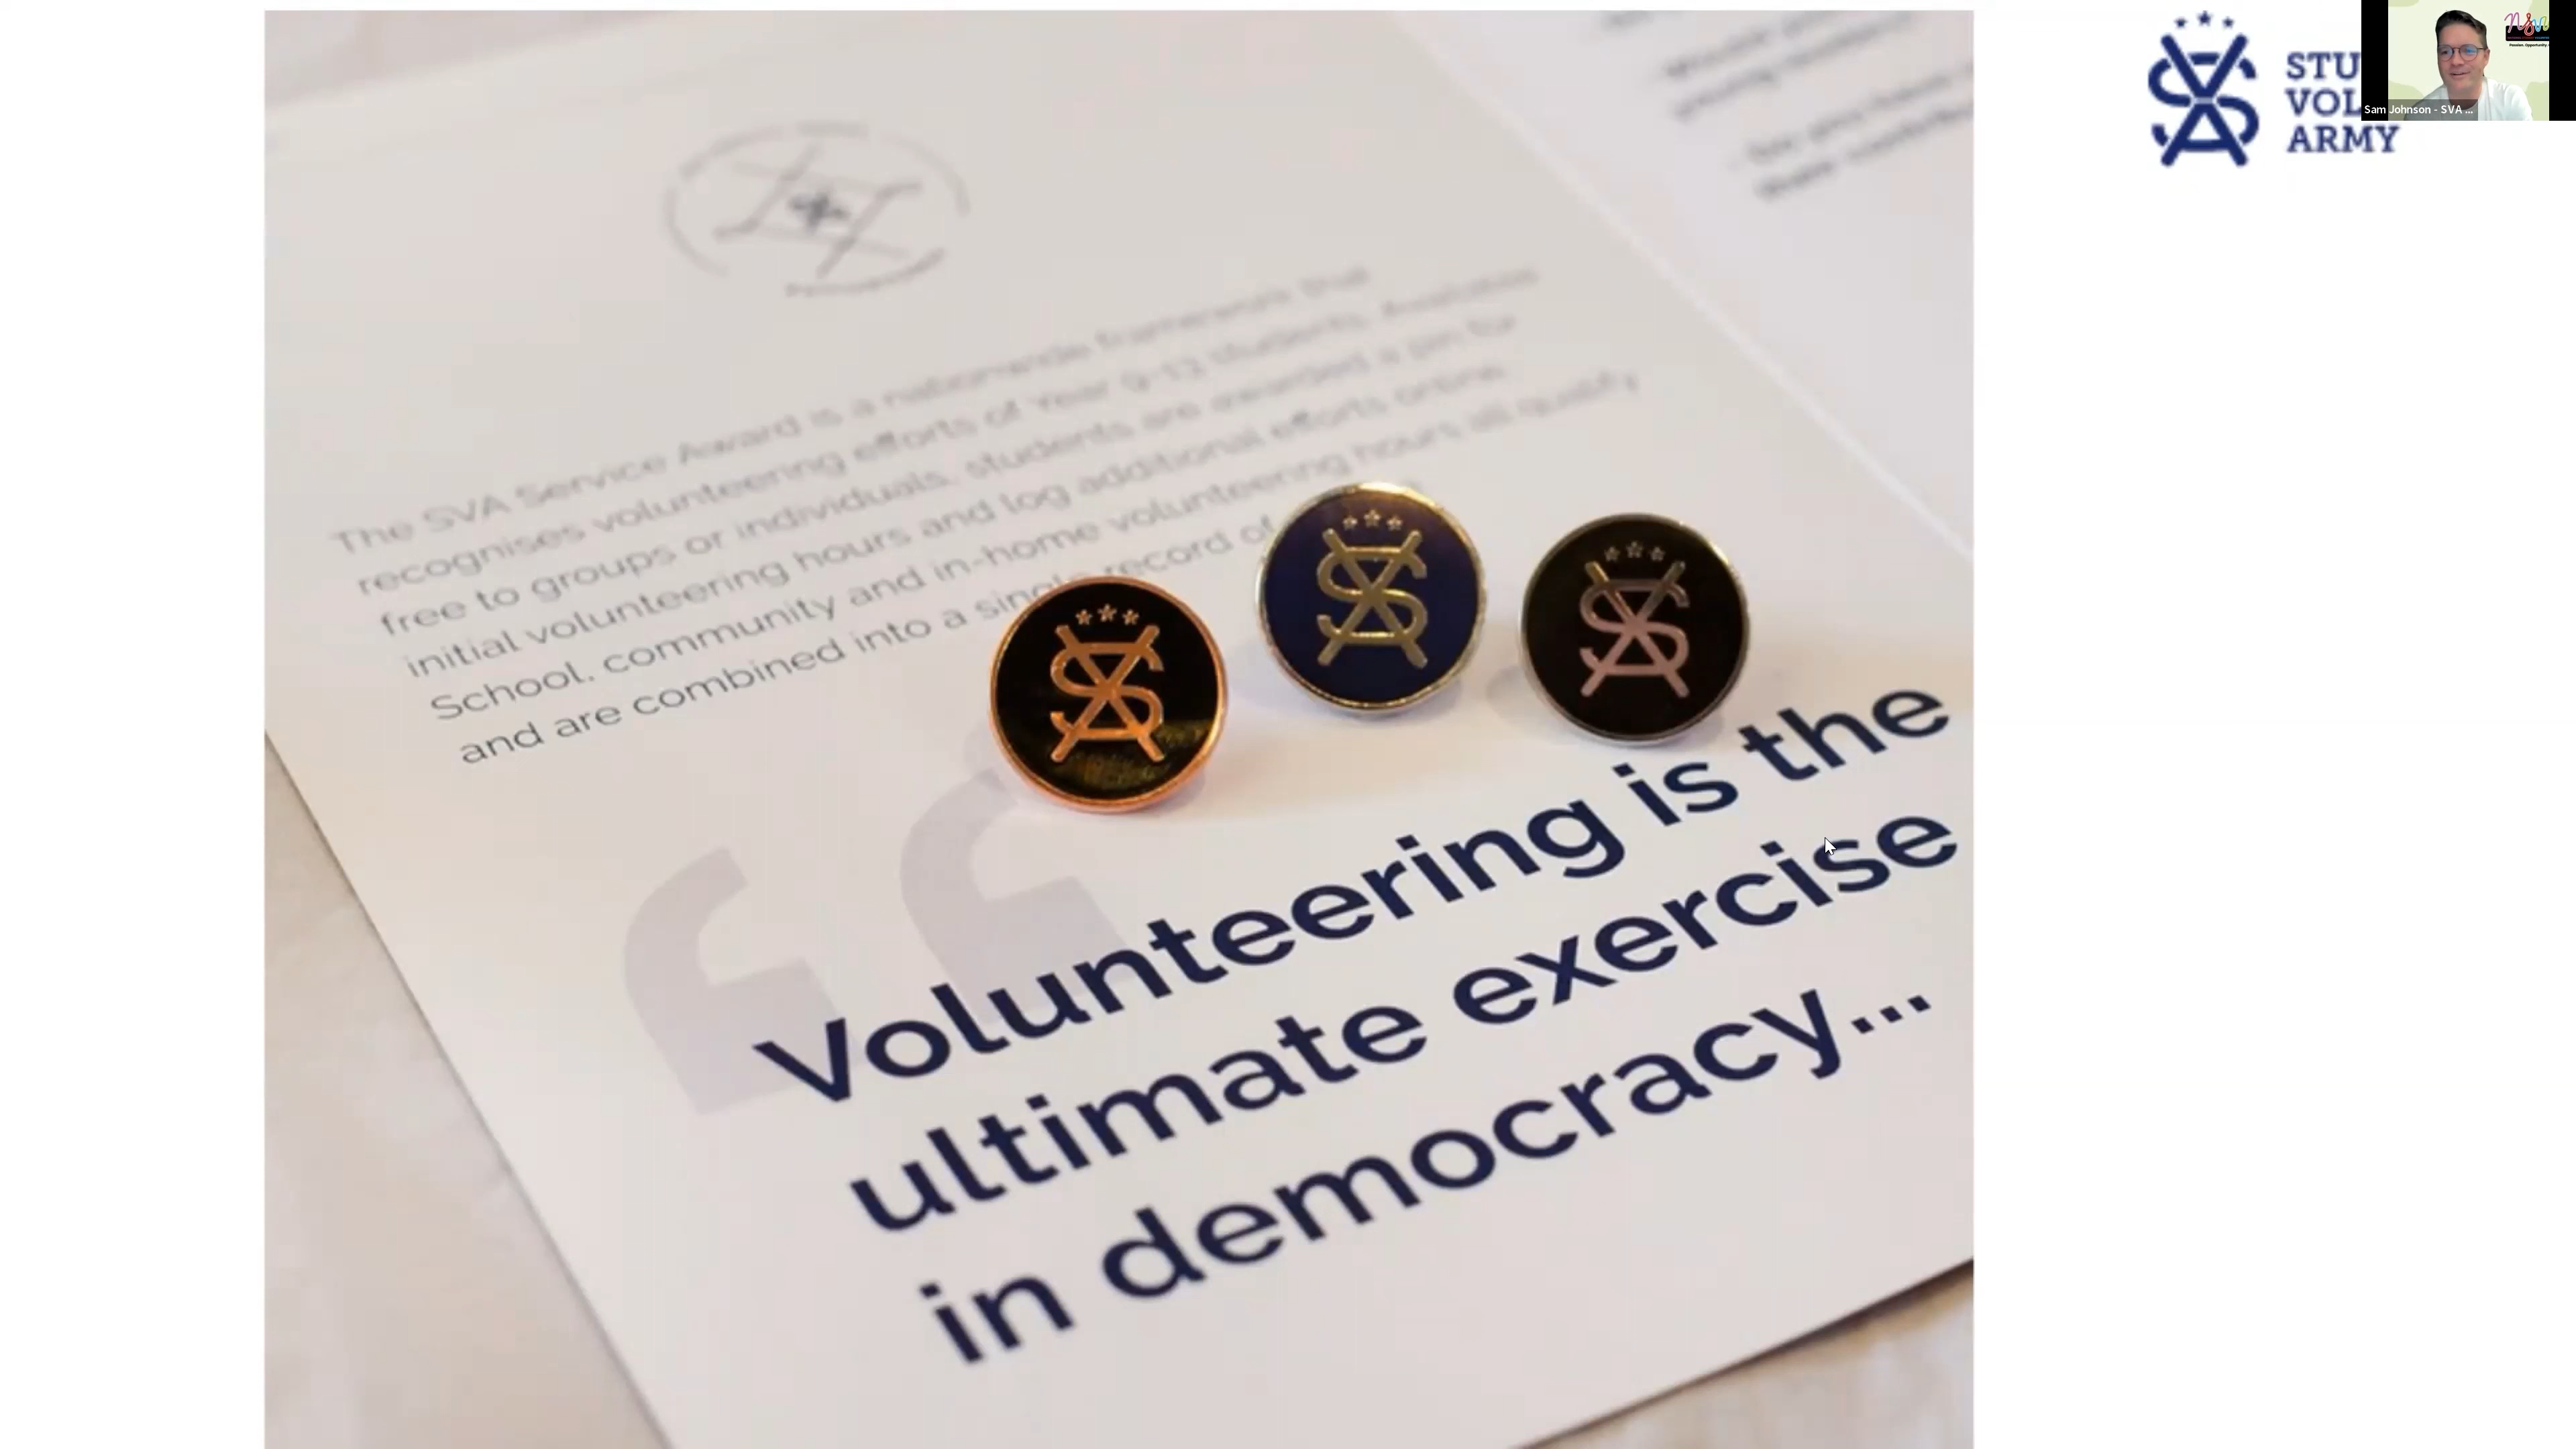 The SVA Service Award is a nationwide framework that
recognises volunteering efforts of Year 9-13 students. Available
free to groups or individuals, students are awarded a pin for
initial volunteering hours and log additional efforts online.
School, community and in-home volunteering hours all qualify
and are combined into a single record of
Volunteering is the
ultimate exercise
in democracy...
STU
VOL
ARMY
Sam Johnson - SVA ...